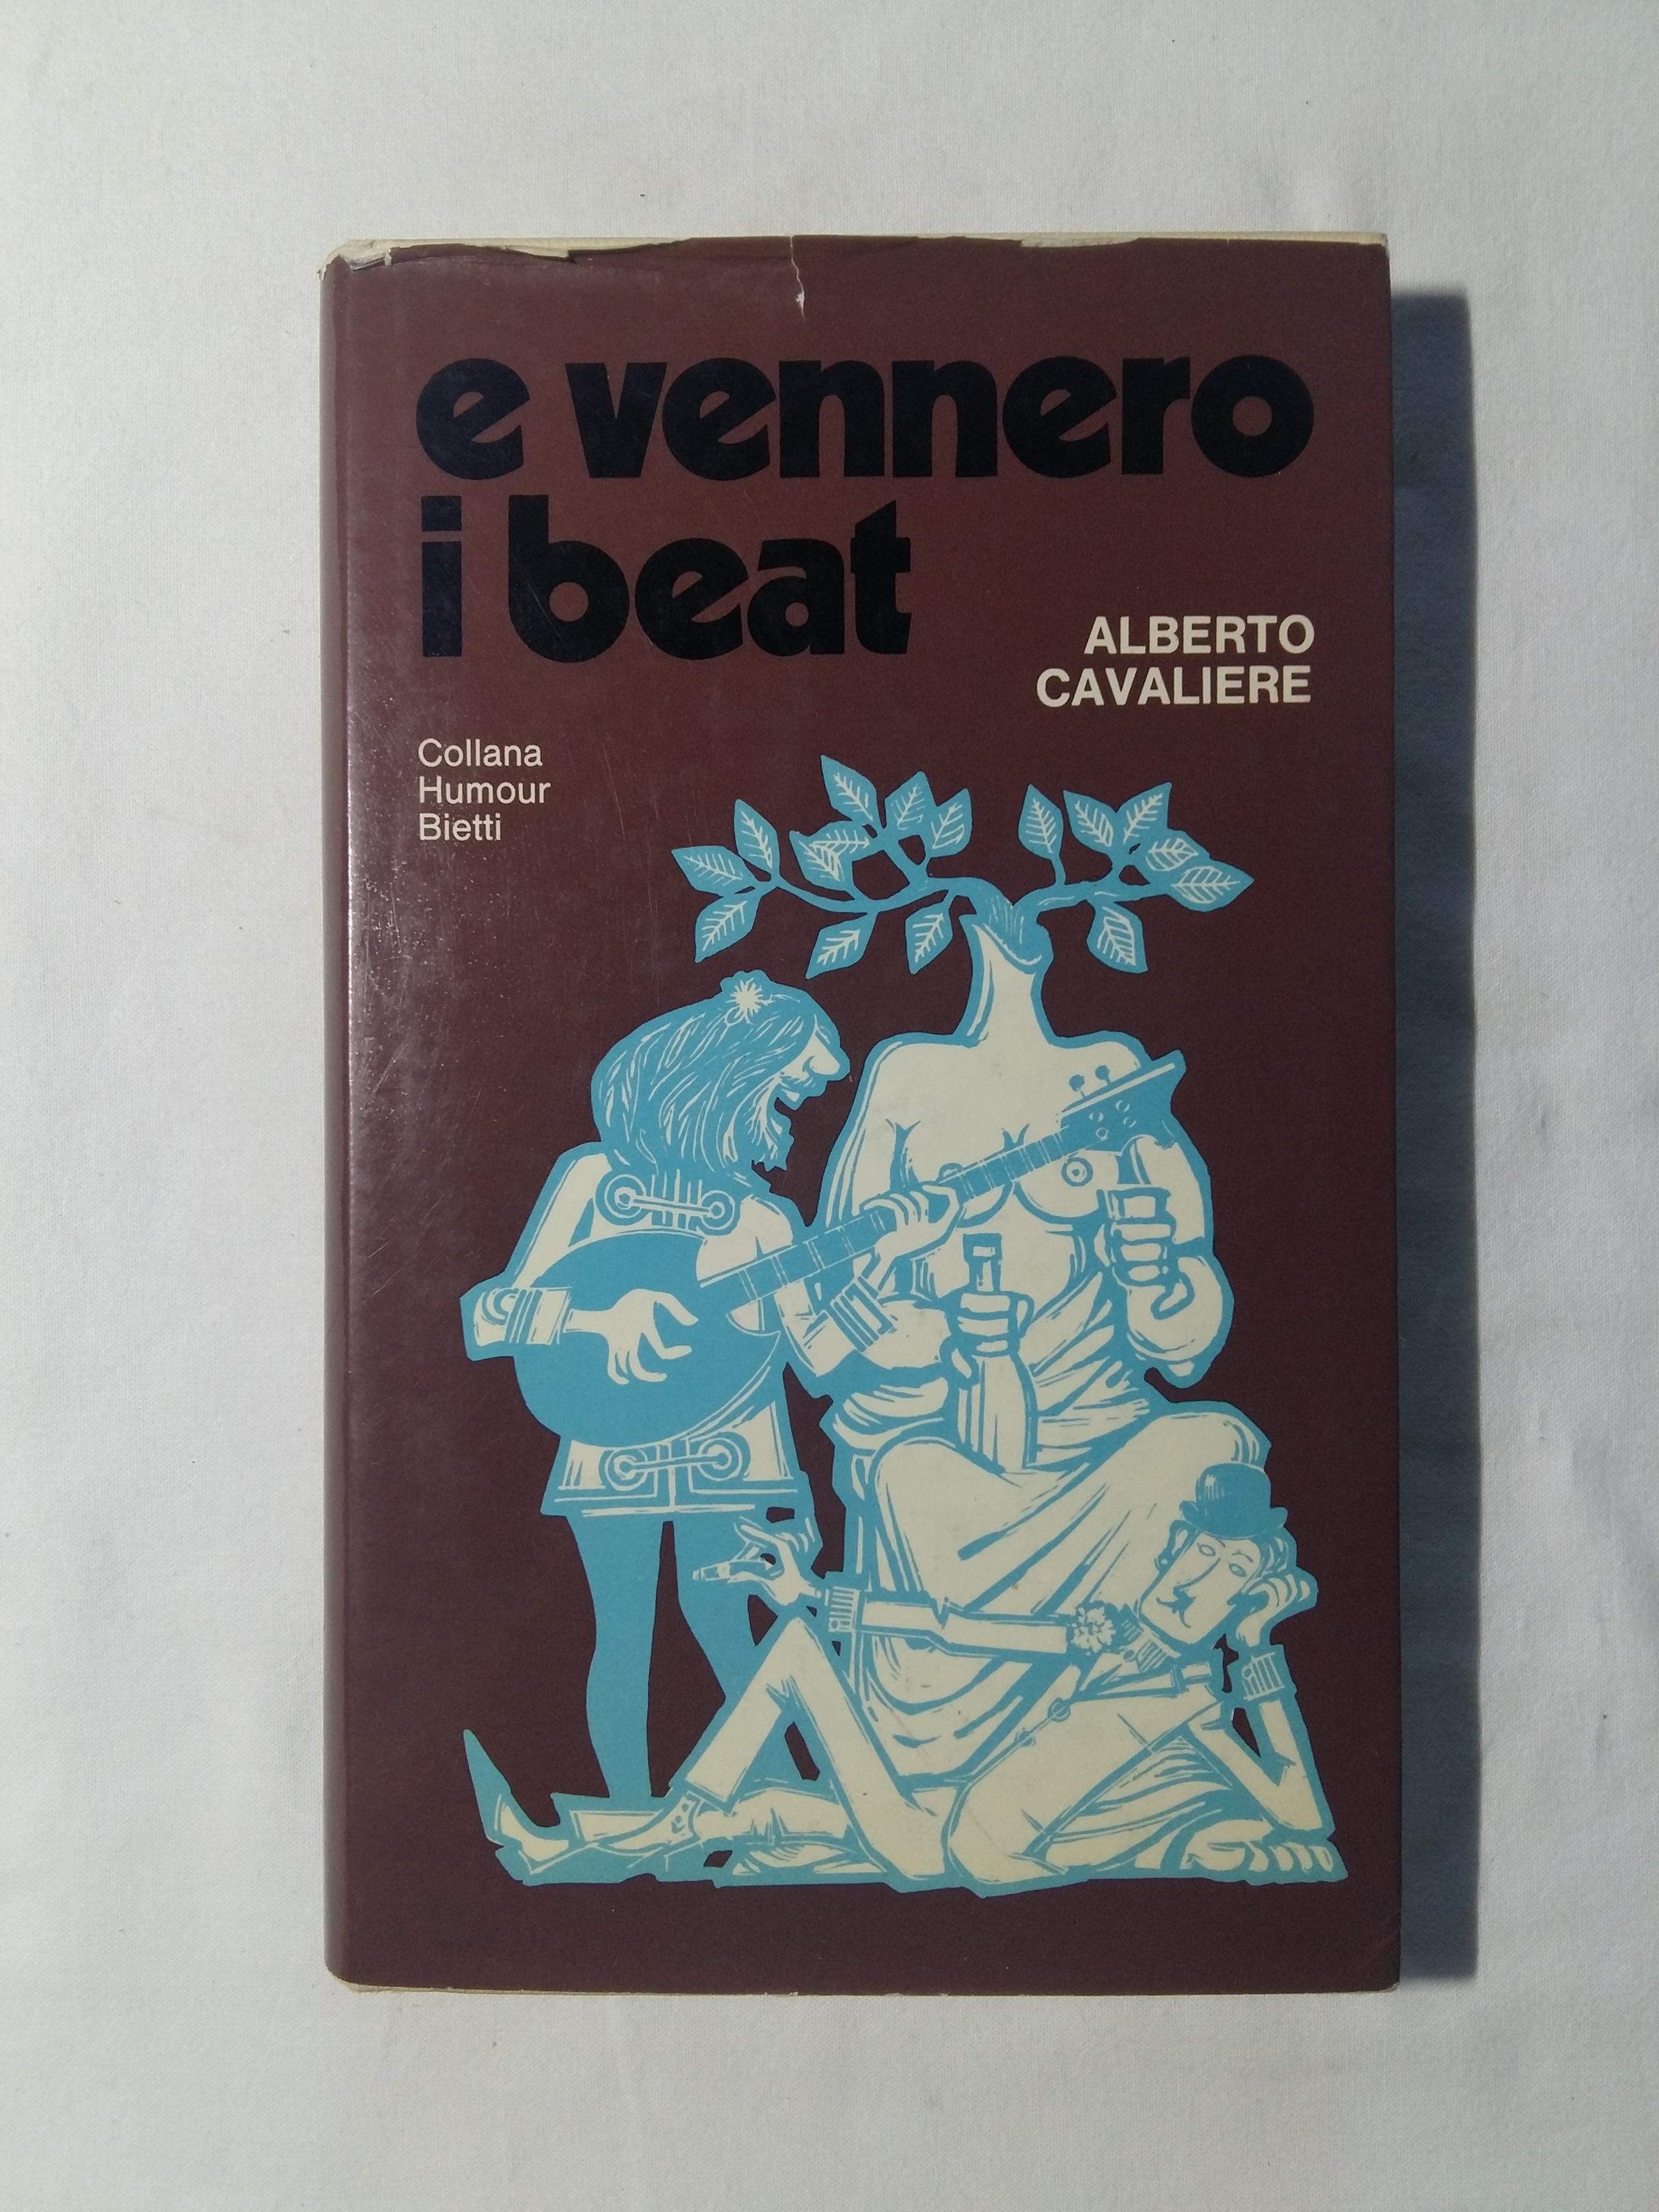 e vennero
i beat
ALBERTO
CAVALIERE
Collana
Humour
Bietti